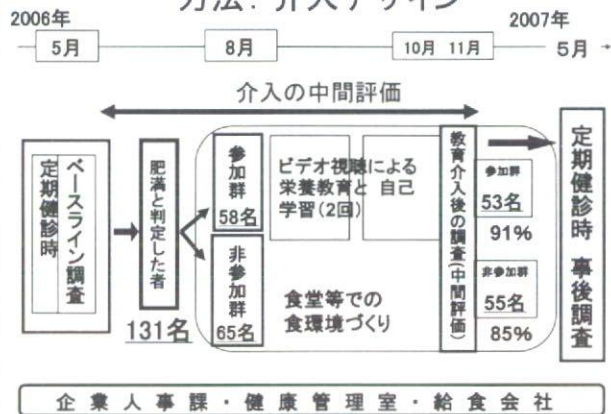 方法: 介入デザイン
2006年
2007年
5月
8月
10月 11月
5月
介入の中間評価
定期健診時
ベースライン調査
肥満と判定した者
131名
参加群
58名
非参加群
65名
ビデオ視聴による
栄養教育と 自己
学習(2回)
食堂等での
食環境づくり
教育介入後の調査(中間評価)
参加群
53名
91%
非参加群
55名
85%
定期健診時 事後調査
企業人事課・健康管理室・給食会社